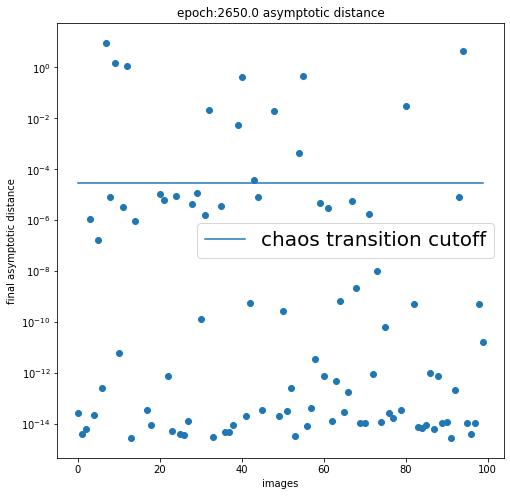 epoch:2650.0 asymptotic distance
final asymptotic distance
10^0
10^-2
10^-4
10^-6
10^-8
10^-10
10^-12
10^-14
chaos transition cutoff
0 20 40 60 80 100
images